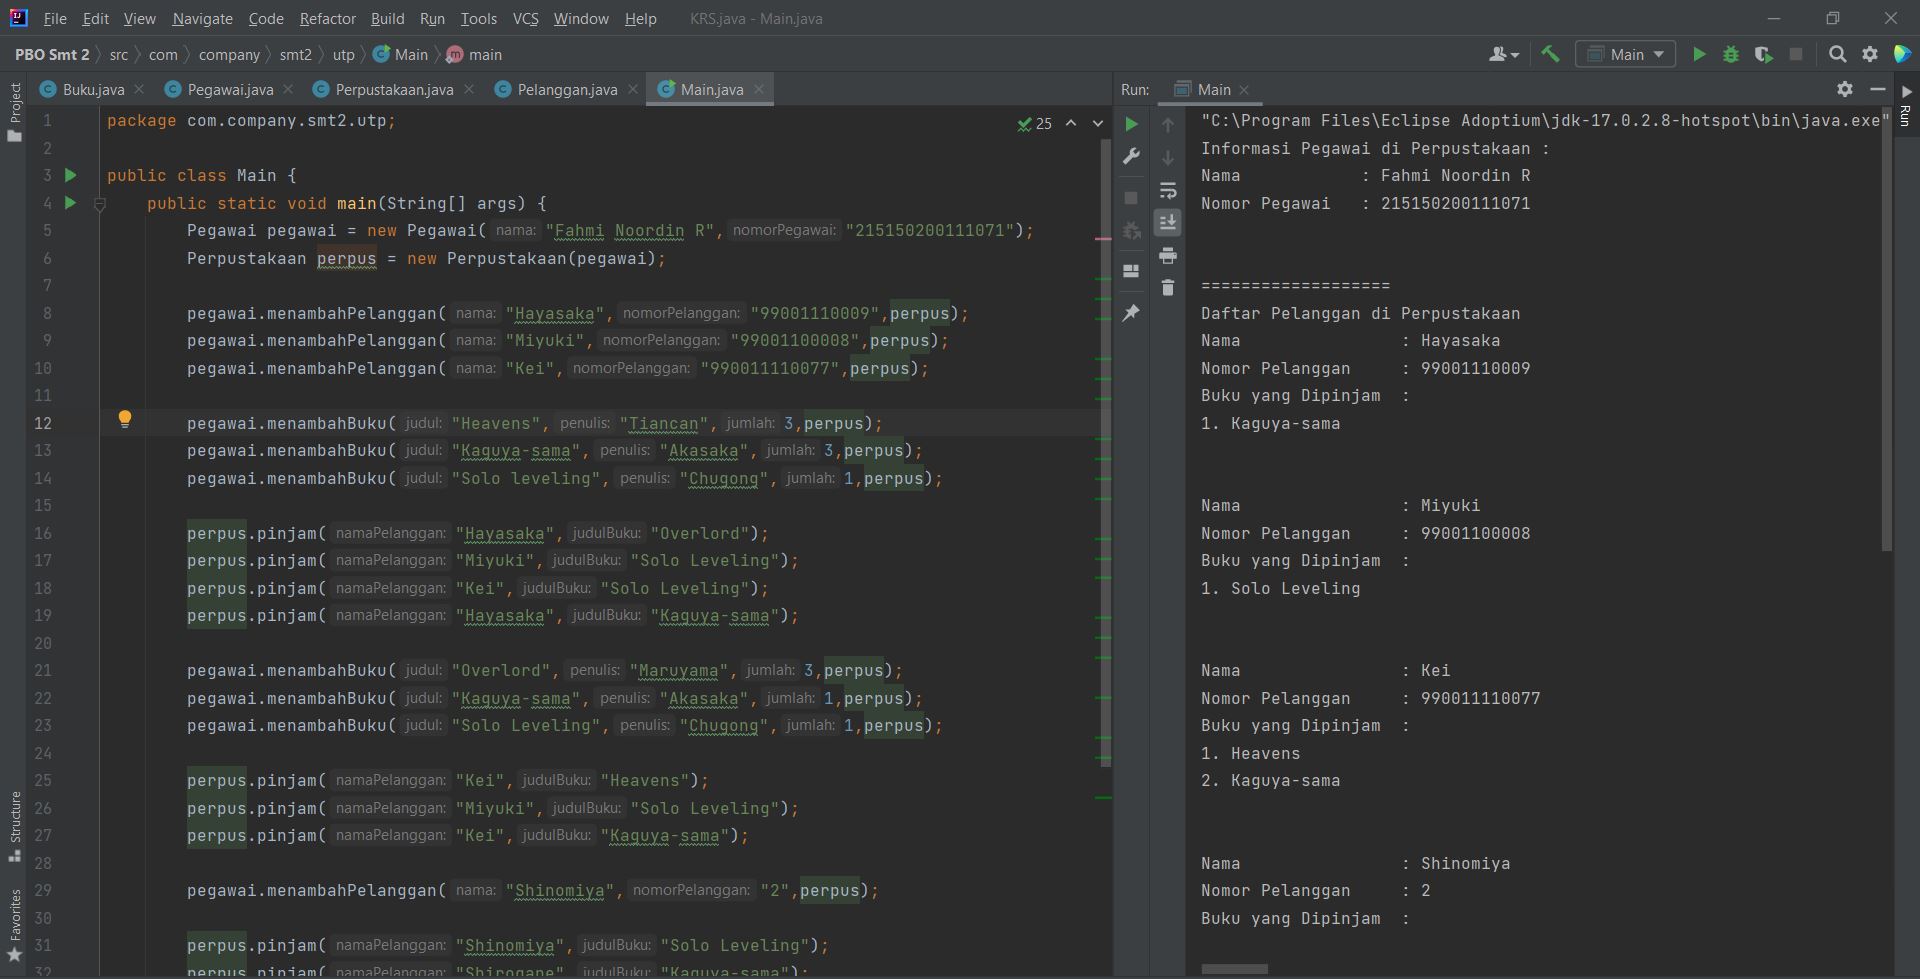 File Edit View Navigate Code Refactor Build Run Tools VCS Window Help KRS.java - Main.java
PBO Smt 2 src com company smt2 utp Main main
Main
Project
Buku.java Pegawai.java Perpustakaan.java Pelanggan.java Main.java
25
1 package com.company.smt2.utp;
2
3 public class Main {
4 public static void main(String[] args) {
5 Pegawai pegawai = new Pegawai( nama: "Fahmi Noordin R", nomorPegawai: "215150200111071");
6 Perpustakaan perpus = new Perpustakaan(pegawai);
7
8 pegawai.menambahPelanggan( nama: "Hayasaka", nomorPelanggan: "99001110009",perpus);
9 pegawai.menambahPelanggan( nama: "Miyuki", nomorPelanggan: "99001100008",perpus);
10 pegawai.menambahPelanggan( nama: "Kei", nomorPelanggan: "990011110077",perpus);
11
12 pegawai.menambahBuku( judul: "Heavens", penulis: "Tiancan", jumlah: 3,perpus);
13 pegawai.menambahBuku( judul: "Kaguya-sama", penulis: "Akasaka", jumlah: 3,perpus);
14 pegawai.menambahBuku( judul: "Solo leveling", penulis: "Chugong", jumlah: 1,perpus);
15
16 perpus.pinjam( namaPelanggan: "Hayasaka", judulBuku: "Overlord");
17 perpus.pinjam( namaPelanggan: "Miyuki", judulBuku: "Solo Leveling");
18 perpus.pinjam( namaPelanggan: "Kei", judulBuku: "Solo Leveling");
19 perpus.pinjam( namaPelanggan: "Hayasaka", judulBuku: "Kaguya-sama");
20
21 pegawai.menambahBuku( judul: "Overlord", penulis: "Maruyama", jumlah: 3,perpus);
22 pegawai.menambahBuku( judul: "Kaguya-sama", penulis: "Akasaka", jumlah: 1,perpus);
23 pegawai.menambahBuku( judul: "Solo Leveling", penulis: "Chugong", jumlah: 1,perpus);
24
25 perpus.pinjam( namaPelanggan: "Kei", judulBuku: "Heavens");
26 perpus.pinjam( namaPelanggan: "Miyuki", judulBuku: "Solo Leveling");
27 perpus.pinjam( namaPelanggan: "Kei", judulBuku: "Kaguya-sama");
28
29 pegawai.menambahPelanggan( nama: "Shinomiya", nomorPelanggan: "2",perpus);
30
31 perpus.pinjam( namaPelanggan: "Shinomiya", judulBuku: "Solo Leveling");
32 perpus.pinjam( namaPelanggan: "Shirogane", judulBuku: "Kaguya-sama");
Structure
Favorites
Run: Main
Run
"C:\Program Files\Eclipse Adoptium\jdk-17.0.2.8-hotspot\bin\java.exe"
Informasi Pegawai di Perpustakaan :
Nama : Fahmi Noordin R
Nomor Pegawai : 215150200111071
===================
Daftar Pelanggan di Perpustakaan
Nama : Hayasaka
Nomor Pelanggan : 99001110009
Buku yang Dipinjam :
1. Kaguya-sama
Nama : Miyuki
Nomor Pelanggan : 99001100008
Buku yang Dipinjam :
1. Solo Leveling
Nama : Kei
Nomor Pelanggan : 990011110077
Buku yang Dipinjam :
1. Heavens
2. Kaguya-sama
Nama : Shinomiya
Nomor Pelanggan : 2
Buku yang Dipinjam :